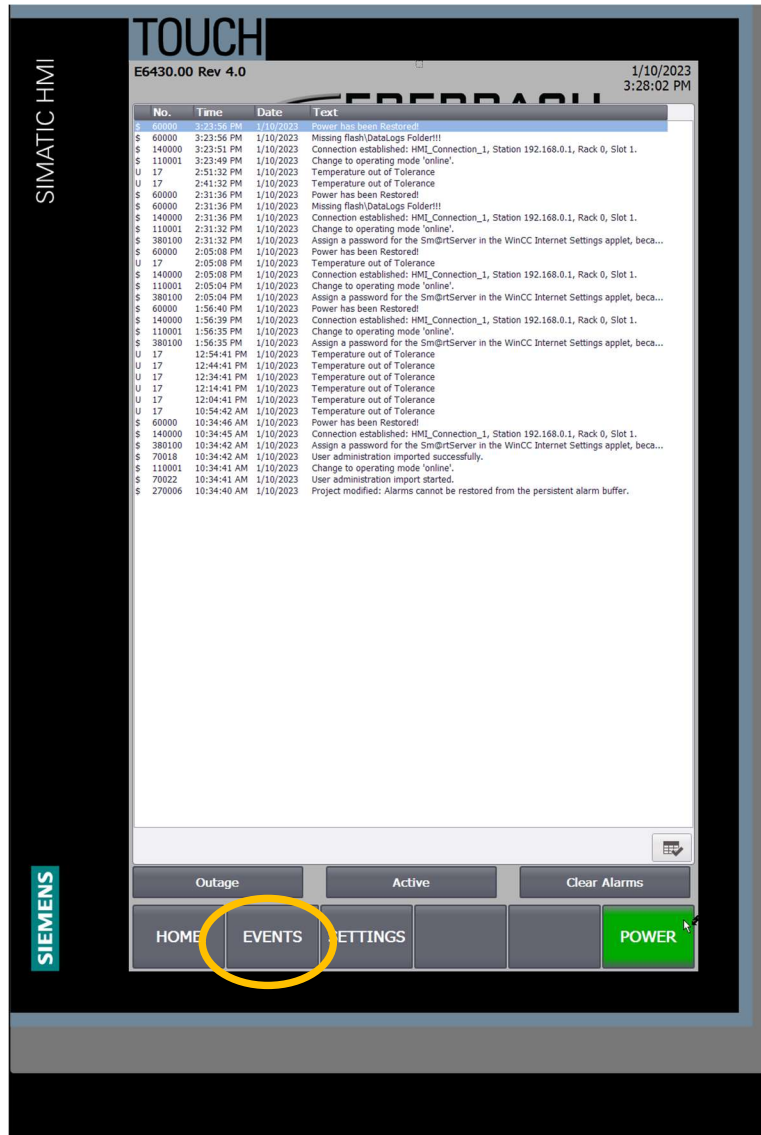 TOUCH
SIMATIC HMI
E6430.00 Rev 4.0
1/10/2023
3:28:02 PM
EBERBACH
No. Time Date Text
$ 60000 3:23:56 PM 1/10/2023 Power has been Restored!
$ 60000 3:23:56 PM 1/10/2023 Missing flash\DataLogs Folder!!!
$ 140000 3:23:51 PM 1/10/2023 Connection established: HMI_Connection_1, Station 192.168.0.1, Rack 0, Slot 1.
$ 110001 3:23:49 PM 1/10/2023 Change to operating mode 'online'.
U 17 2:51:32 PM 1/10/2023 Temperature out of Tolerance
U 17 2:41:32 PM 1/10/2023 Temperature out of Tolerance
$ 60000 2:31:36 PM 1/10/2023 Power has been Restored!
$ 60000 2:31:36 PM 1/10/2023 Missing flash\DataLogs Folder!!!
$ 140000 2:31:36 PM 1/10/2023 Connection established: HMI_Connection_1, Station 192.168.0.1, Rack 0, Slot 1.
$ 110001 2:31:32 PM 1/10/2023 Change to operating mode 'online'.
$ 380100 2:31:32 PM 1/10/2023 Assign a password for the Sm@rtServer in the WinCC Internet Settings applet, beca...
$ 60000 2:05:08 PM 1/10/2023 Power has been Restored!
U 17 2:05:08 PM 1/10/2023 Temperature out of Tolerance
$ 140000 2:05:08 PM 1/10/2023 Connection established: HMI_Connection_1, Station 192.168.0.1, Rack 0, Slot 1.
$ 110001 2:05:04 PM 1/10/2023 Change to operating mode 'online'.
$ 380100 2:05:04 PM 1/10/2023 Assign a password for the Sm@rtServer in the WinCC Internet Settings applet, beca...
$ 60000 1:56:40 PM 1/10/2023 Power has been Restored!
$ 140000 1:56:39 PM 1/10/2023 Connection established: HMI_Connection_1, Station 192.168.0.1, Rack 0, Slot 1.
$ 110001 1:56:35 PM 1/10/2023 Change to operating mode 'online'.
$ 380100 1:56:35 PM 1/10/2023 Assign a password for the Sm@rtServer in the WinCC Internet Settings applet, beca...
U 17 12:54:41 PM 1/10/2023 Temperature out of Tolerance
U 17 12:44:41 PM 1/10/2023 Temperature out of Tolerance
U 17 12:34:41 PM 1/10/2023 Temperature out of Tolerance
U 17 12:14:41 PM 1/10/2023 Temperature out of Tolerance
U 17 12:04:41 PM 1/10/2023 Temperature out of Tolerance
U 17 10:54:42 AM 1/10/2023 Temperature out of Tolerance
$ 60000 10:34:46 AM 1/10/2023 Power has been Restored!
$ 140000 10:34:45 AM 1/10/2023 Connection established: HMI_Connection_1, Station 192.168.0.1, Rack 0, Slot 1.
$ 380100 10:34:42 AM 1/10/2023 Assign a password for the Sm@rtServer in the WinCC Internet Settings applet, beca...
$ 70018 10:34:42 AM 1/10/2023 User administration imported successfully.
$ 110001 10:34:41 AM 1/10/2023 Change to operating mode 'online'.
$ 70022 10:34:41 AM 1/10/2023 User administration import started.
$ 270006 10:34:40 AM 1/10/2023 Project modified: Alarms cannot be restored from the persistent alarm buffer.
Outage Active Clear Alarms
SIEMENS
HOME EVENTS SETTINGS POWER